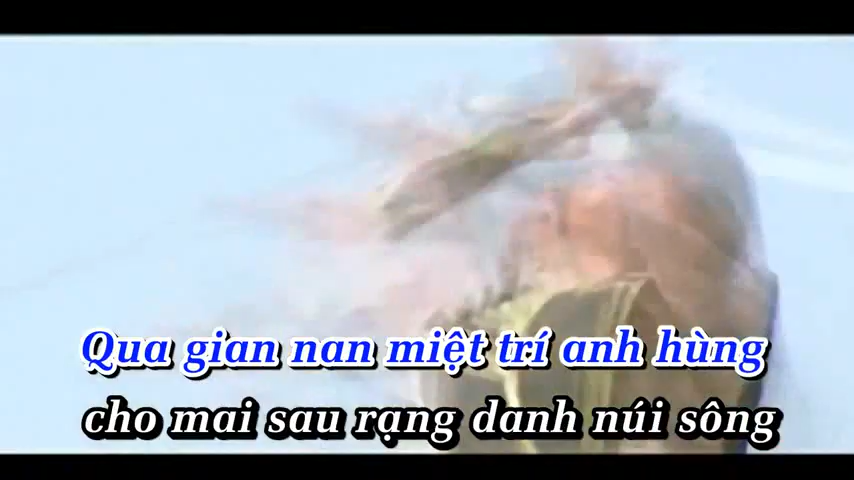 Qua gian nan miệt trí anh hùng
cho mai sau rạng danh núi sông